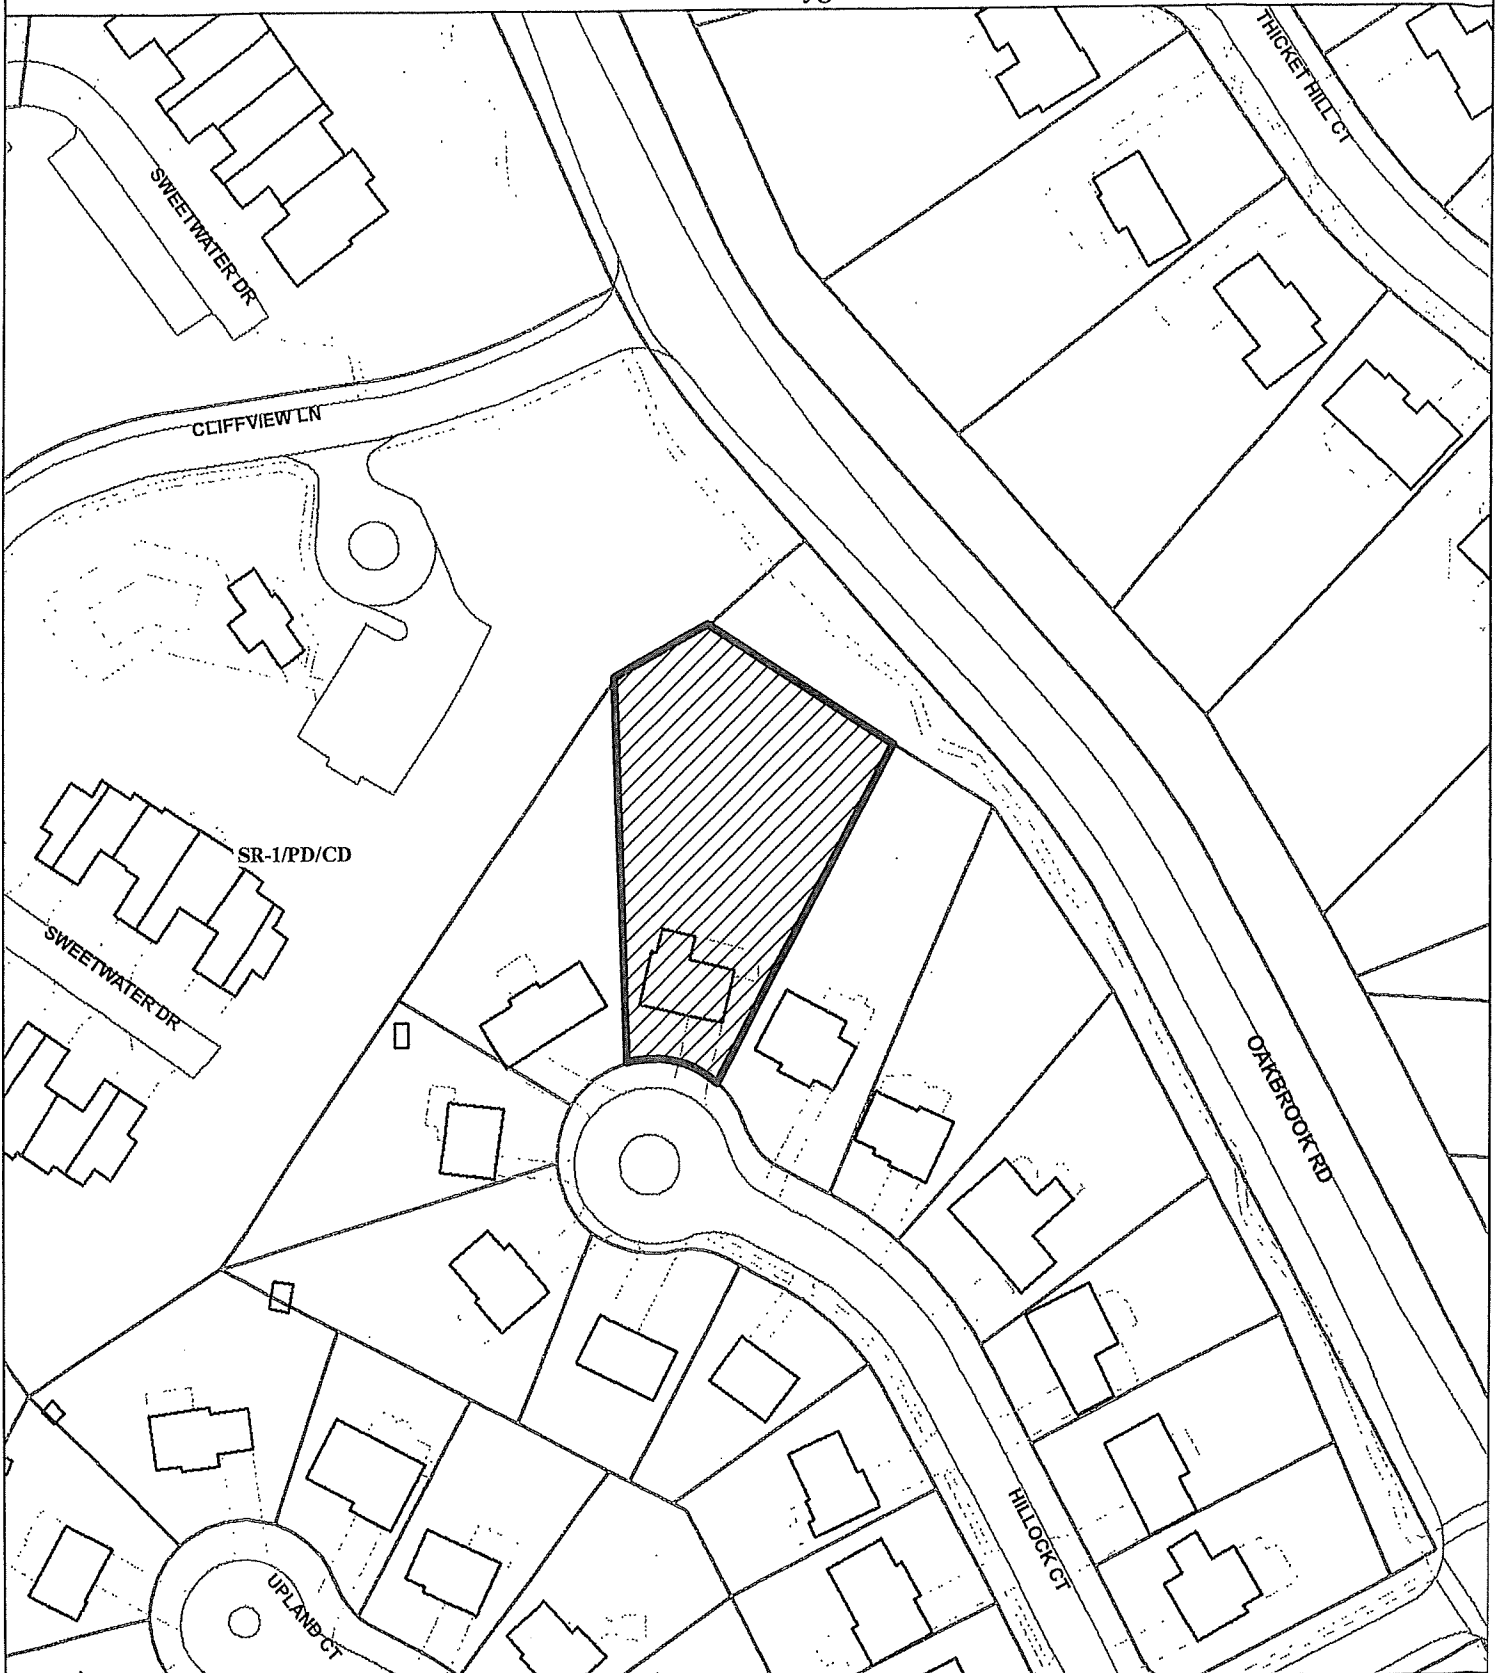 THICKET HILL CT
SWEETWATER DR
CLIFFVIEW LN
SR-1/PD/CD
SWEETWATER DR
OAKBROOK RD
HILLOCK CT
UPLAND CT